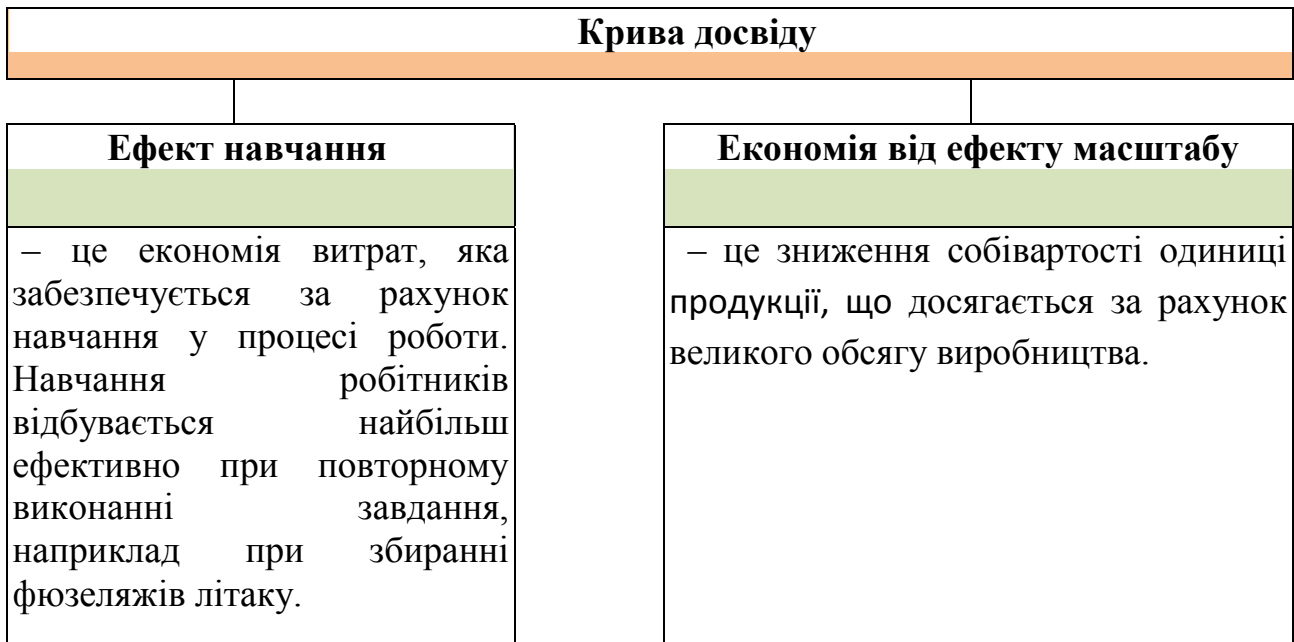 Крива досвіду
Ефект навчання
– це економія витрат, яка
забезпечується за рахунок
навчання у процесі роботи.
Навчання робітників
відбувається найбільш
ефективно при повторному
виконанні завдання,
наприклад при збиранні
фюзеляжів літаку.
Економія від ефекту масштабу
– це зниження собівартості одиниці
продукції, що досягається за рахунок
великого обсягу виробництва.